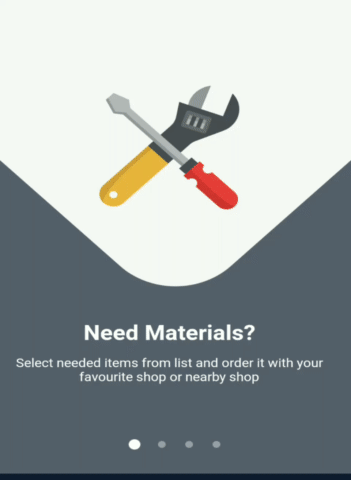 Need Materials?
Select needed items from list and order it with your
favourite shop or nearby shop